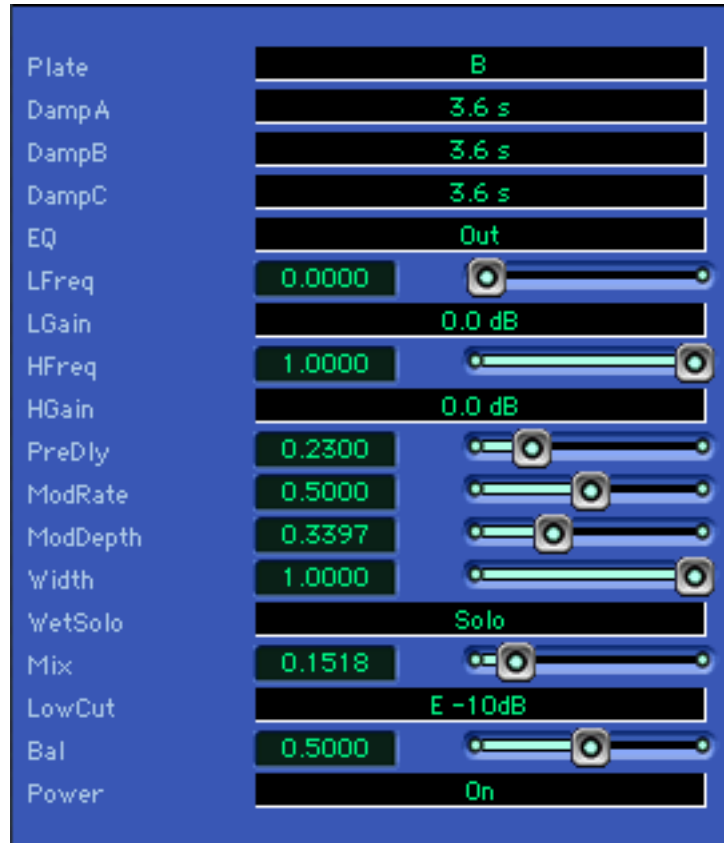 Plate B
DampA 3.6 s
DampB 3.6 s
DampC 3.6 s
EQ Out
LFreq 0.0000
LGain 0.0 dB
HFreq 1.0000
HGain 0.0 dB
PreDly 0.2300
ModRate 0.5000
ModDepth 0.3397
Width 1.0000
WetSolo Solo
Mix 0.1518
LowCut E -10dB
Bal 0.5000
Power On